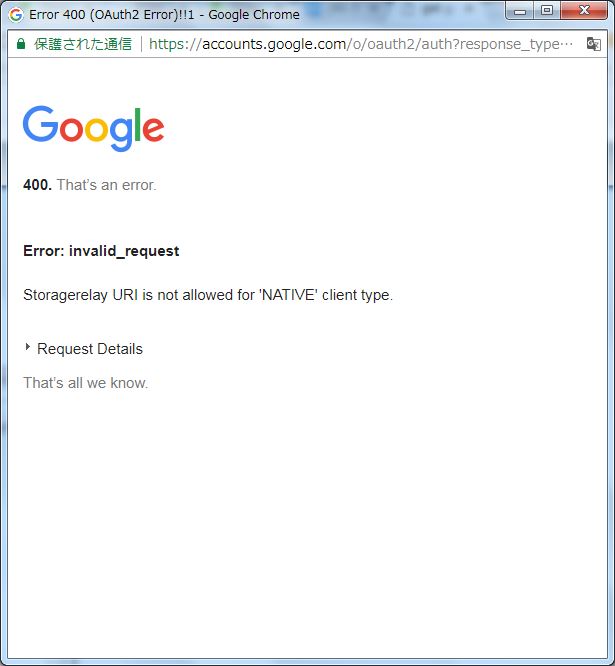 Error 400 (OAuth2 Error)!!1 - Google Chrome
保護された通信 https://accounts.google.com/o/oauth2/auth?response_type…
Google
400. That’s an error.
Error: invalid_request
Storagerelay URI is not allowed for 'NATIVE' client type.
Request Details
That’s all we know.